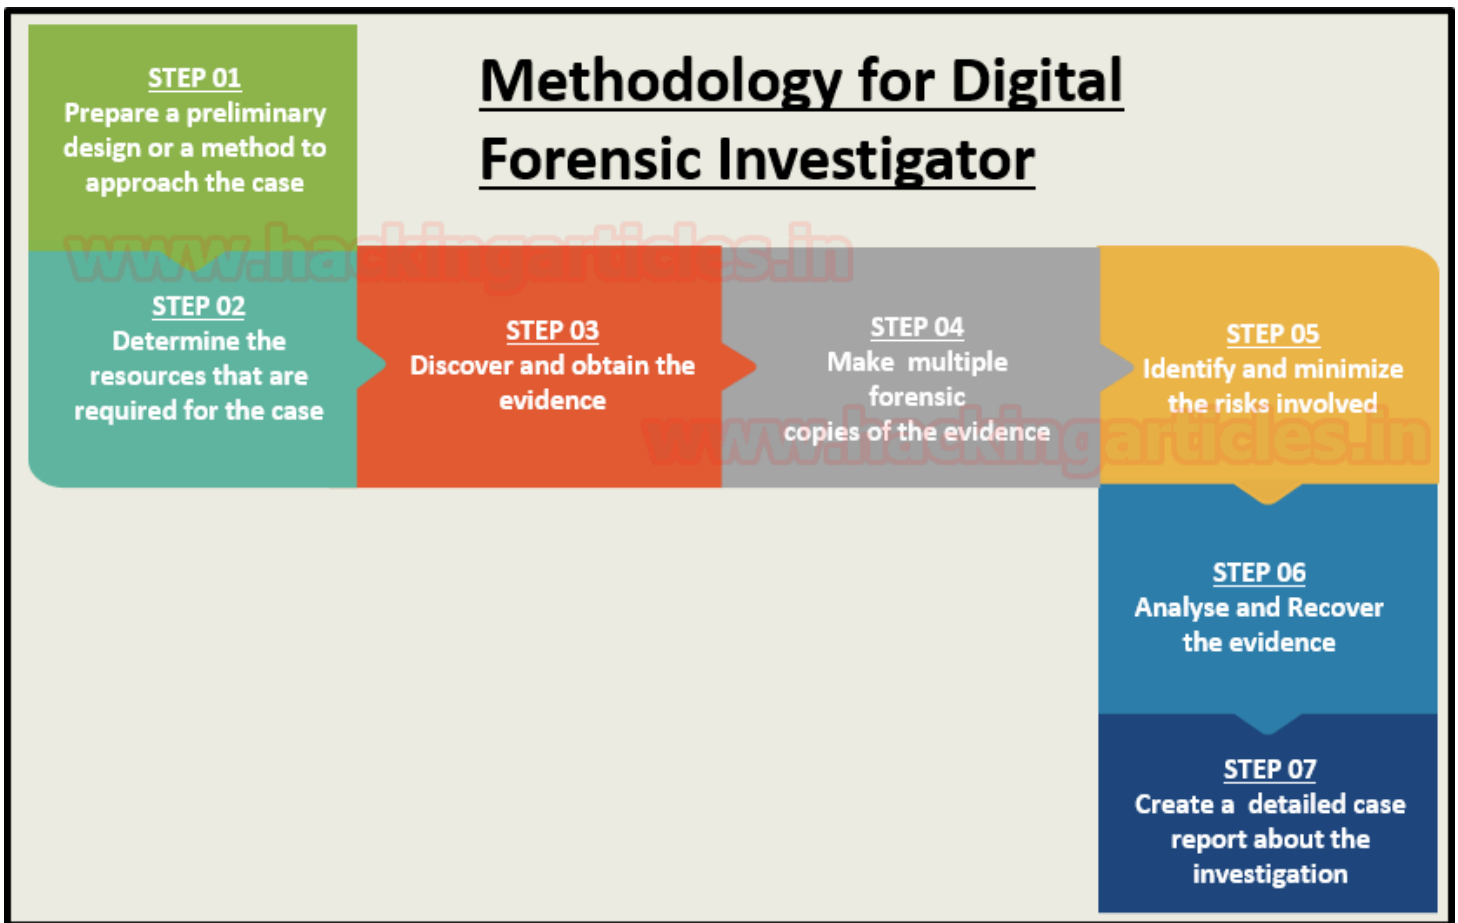 Methodology for Digital
Forensic Investigator
STEP 01
Prepare a preliminary
design or a method to
approach the case
www.hackingarticles.in
STEP 02
Determine the
resources that are
required for the case
STEP 03
Discover and obtain the
evidence
STEP 04
Make multiple
forensic
copies of the evidence
STEP 05
Identify and minimize
the risks involved
www.hackingarticles.in
STEP 06
Analyse and Recover
the evidence
STEP 07
Create a detailed case
report about the
investigation